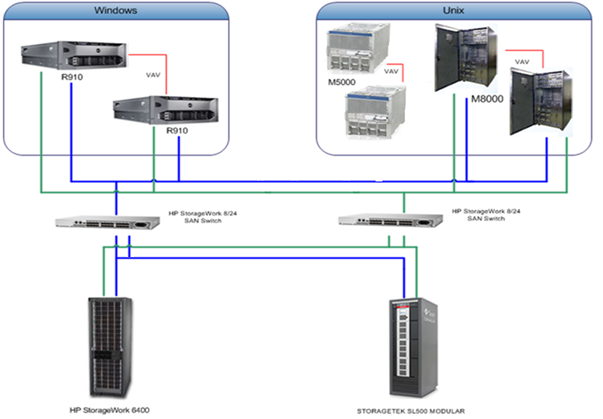 Windows
Unix
R910
VAV
R910
M5000
VAV
M8000
VAV
HP StorageWork 8/24
SAN Switch
HP StorageWork 8/24
SAN Switch
HP StorageWork 6400
STORAGETEK SL500 MODULAR